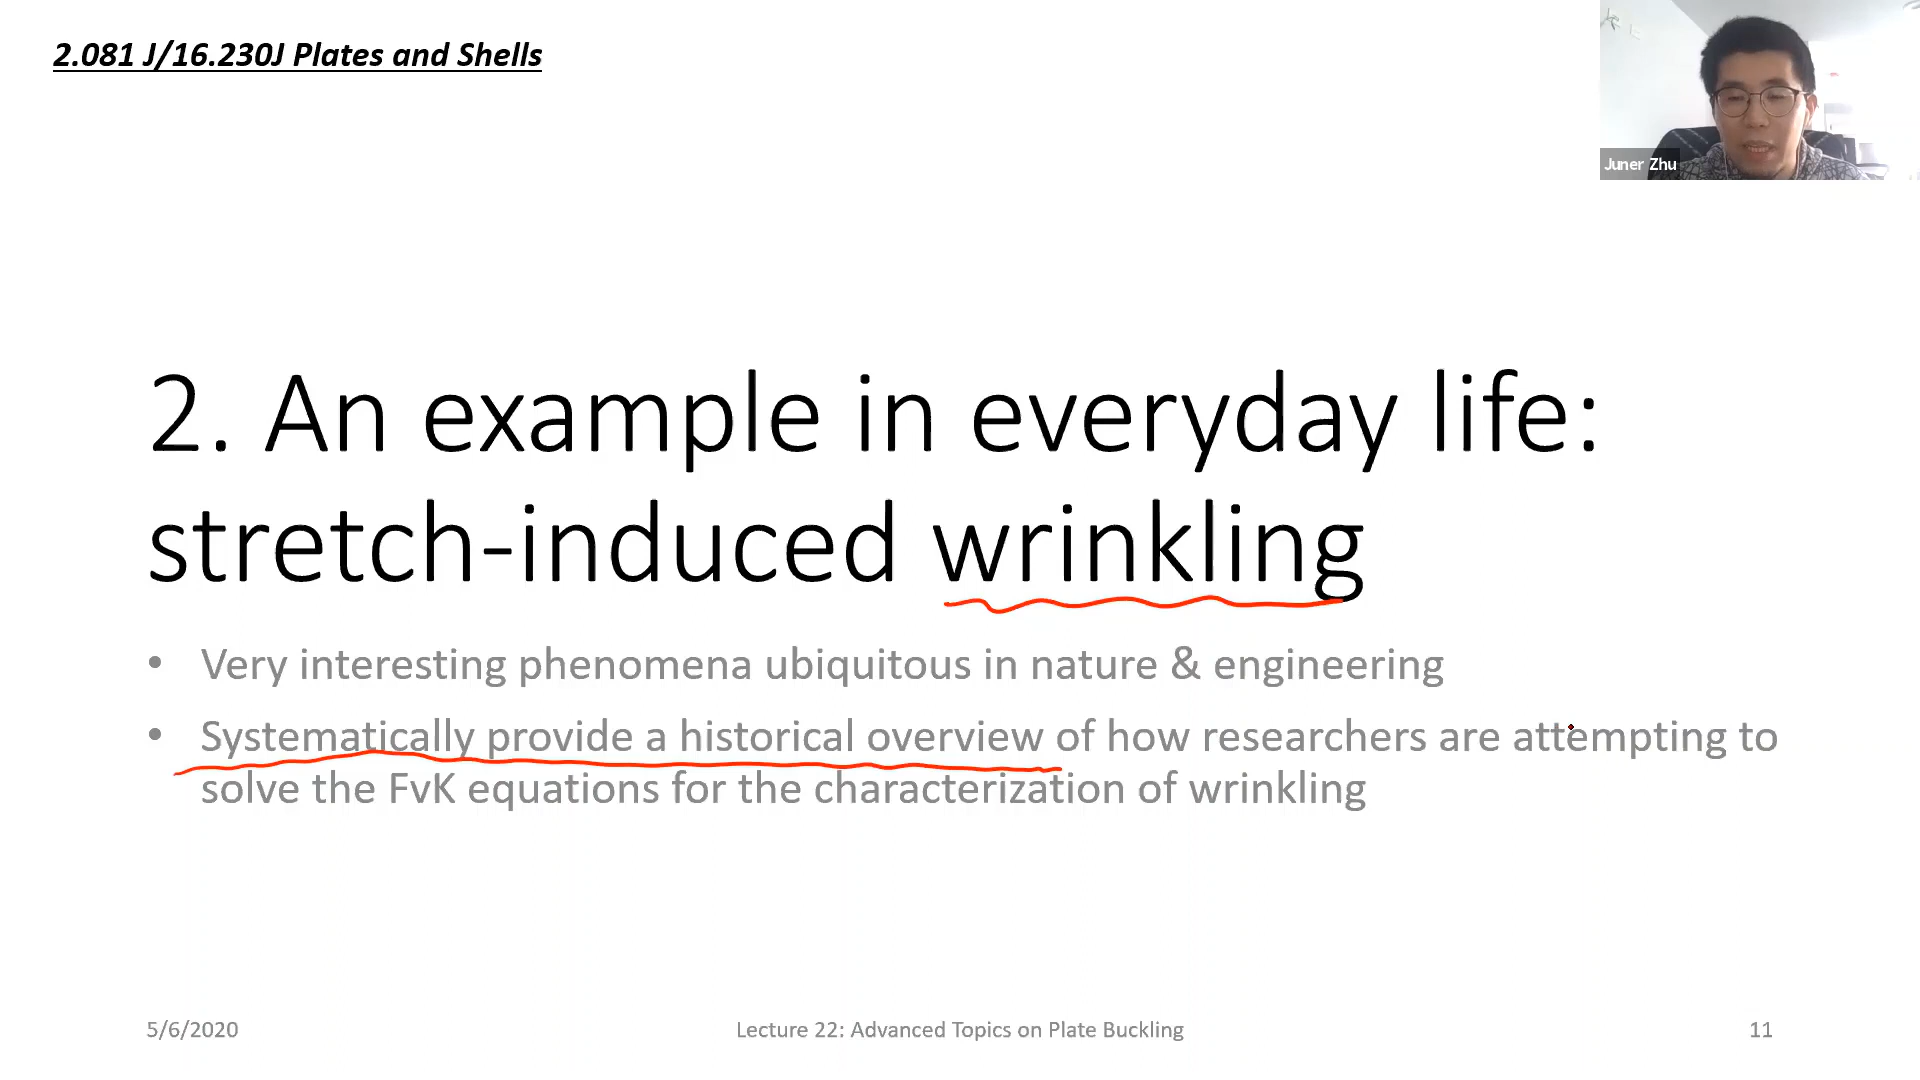 2.081 J/16.230J Plates and Shells
Juner Zhu
2. An example in everyday life:
stretch-induced wrinkling
• Very interesting phenomena ubiquitous in nature & engineering
• Systematically provide a historical overview of how researchers are attempting to
solve the FvK equations for the characterization of wrinkling
5/6/2020
Lecture 22: Advanced Topics on Plate Buckling
11